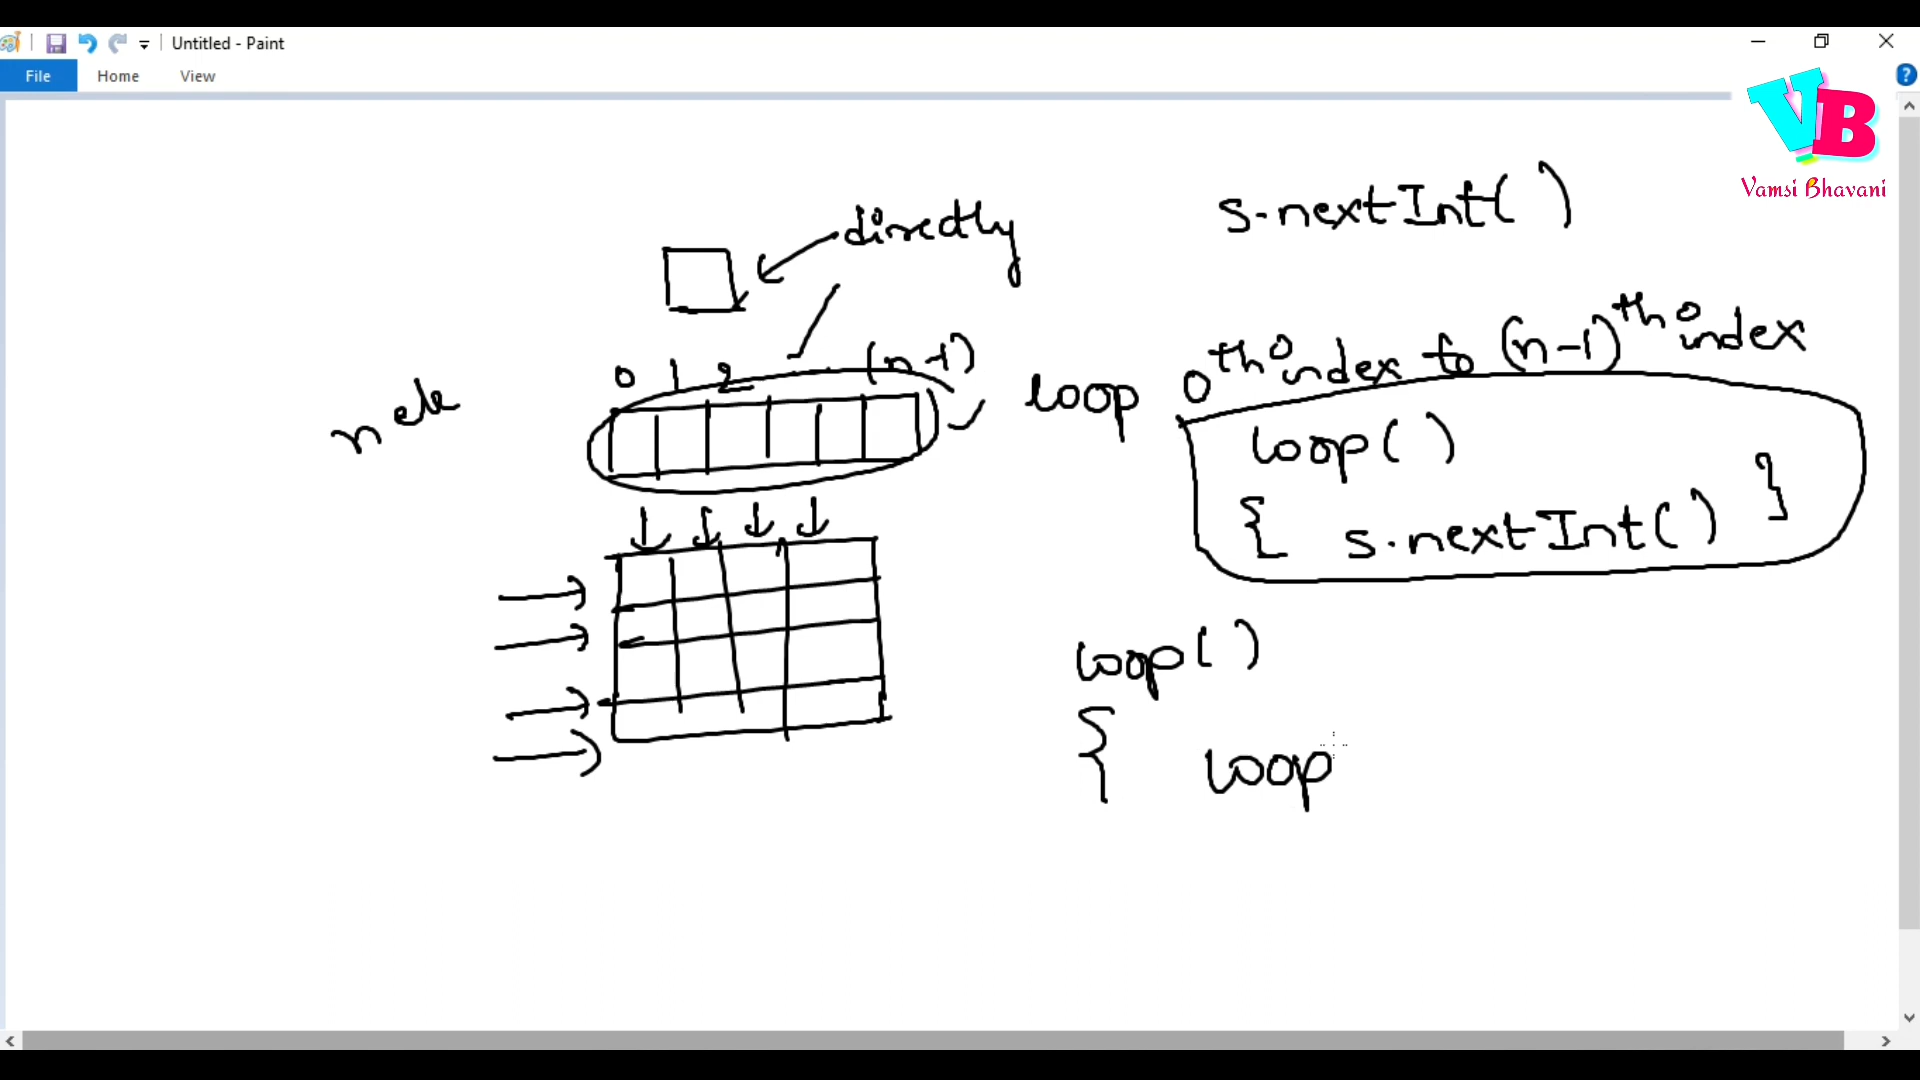 Untitled - Paint
File Home View
VB
Vamsi Bhavani
s.nextInt( )
directly
0th index to (n-1)th index
0 1 2 (n-1)
n ele
loop
loop( )
{ s.nextInt( ) }
loop( )
{ loop